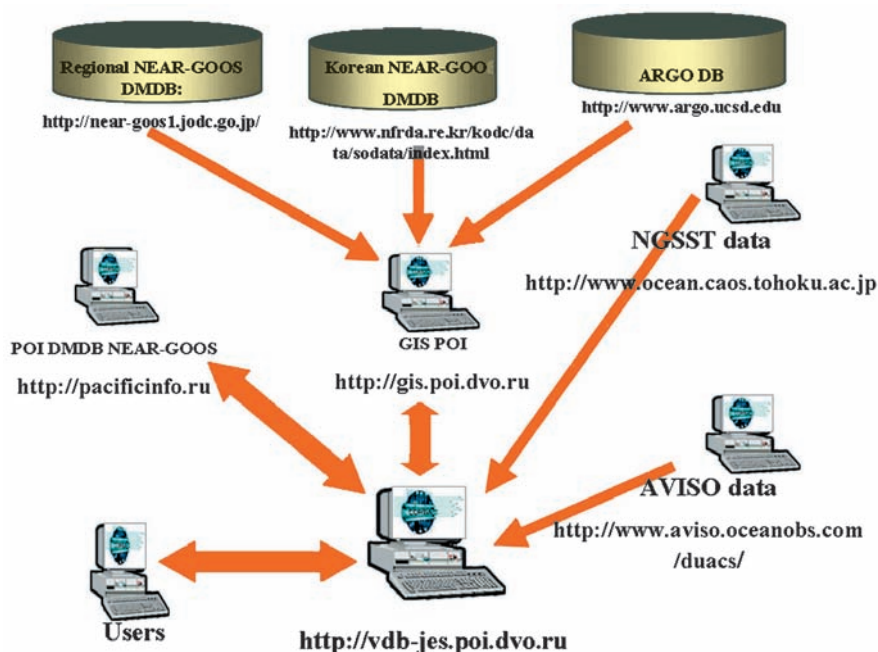 Regional NEAR-GOOS
DMDB:
http://near-goos1.jodc.go.jp/
Korean NEAR-GOO
DMDB
http://www.nfrda.re.kr/kodc/da
ta/sodata/index.html
ARGO DB
http://www.argo.ucsd.edu
NGSST data
http://www.ocean.caos.tohoku.ac.jp
POI DMDB NEAR-GOOS
http://pacificinfo.ru
GIS POI
http://gis.poi.dvo.ru
AVISO data
http://www.aviso.oceanobs.com
/duacs/
Users
http://vdb-jes.poi.dvo.ru